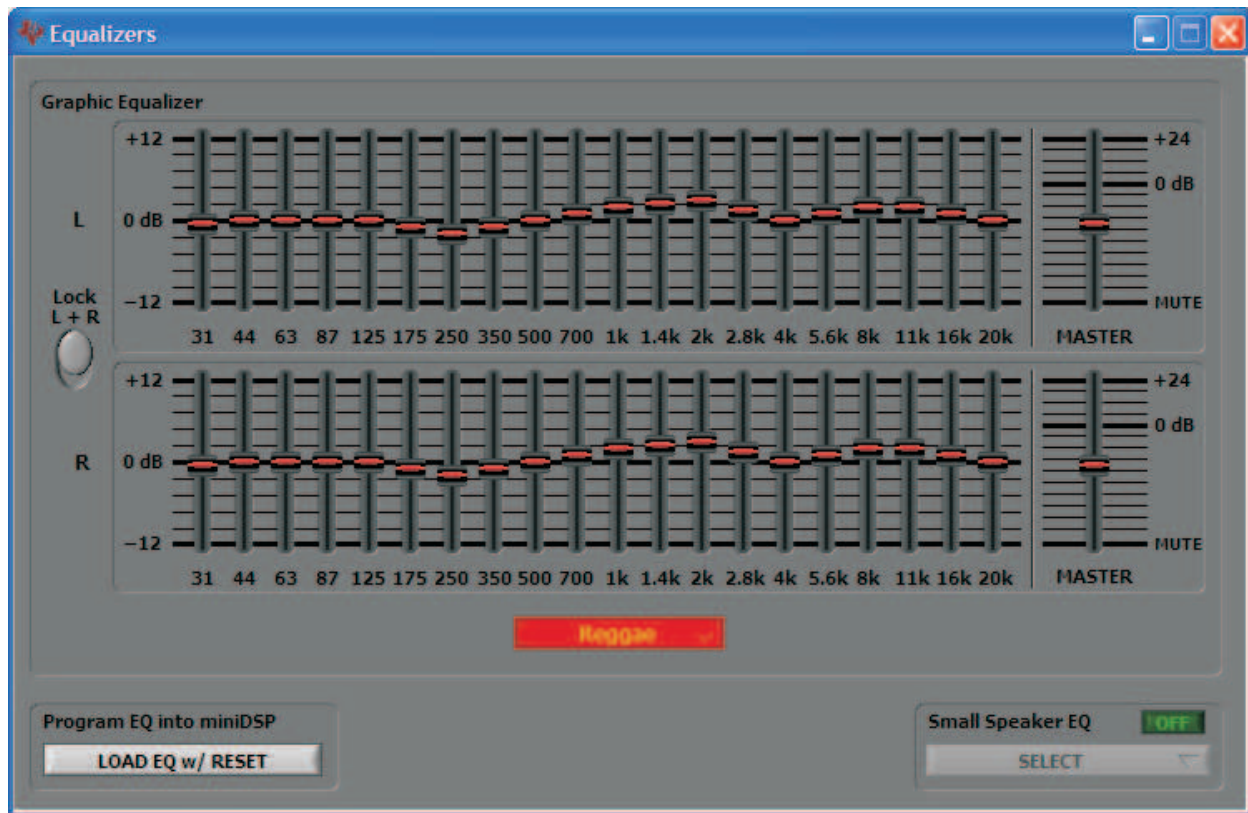 Equalizers
Graphic Equalizer
+12
+24
0 dB
L
0 dB
Lock
L + R
−12
MUTE
31 44 63 87 125 175 250 350 500 700 1k 1.4k 2k 2.8k 4k 5.6k 8k 11k 16k 20k MASTER
+12
+24
0 dB
R
0 dB
−12
MUTE
31 44 63 87 125 175 250 350 500 700 1k 1.4k 2k 2.8k 4k 5.6k 8k 11k 16k 20k MASTER
Reggae
Program EQ into miniDSP
LOAD EQ w/ RESET
Small Speaker EQ OFF
SELECT